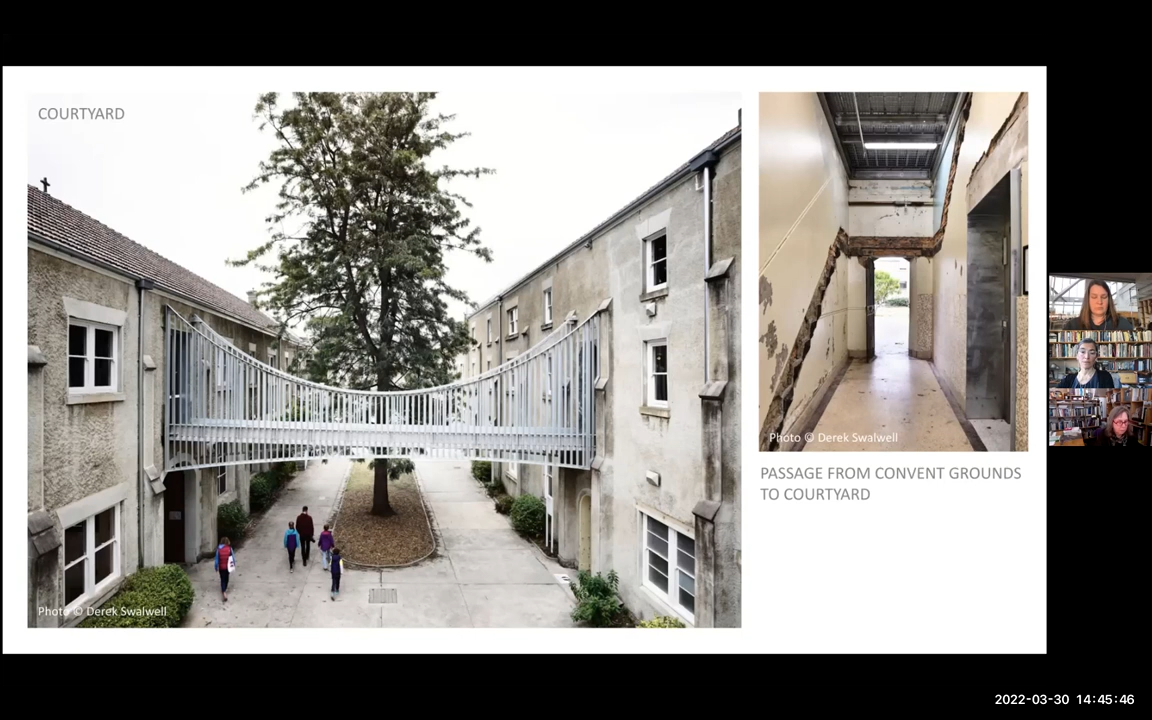 COURTYARD
Photo © Derek Swalwell
Photo © Derek Swalwell
PASSAGE FROM CONVENT GROUNDS
TO COURTYARD
2022-03-30 14:45:46